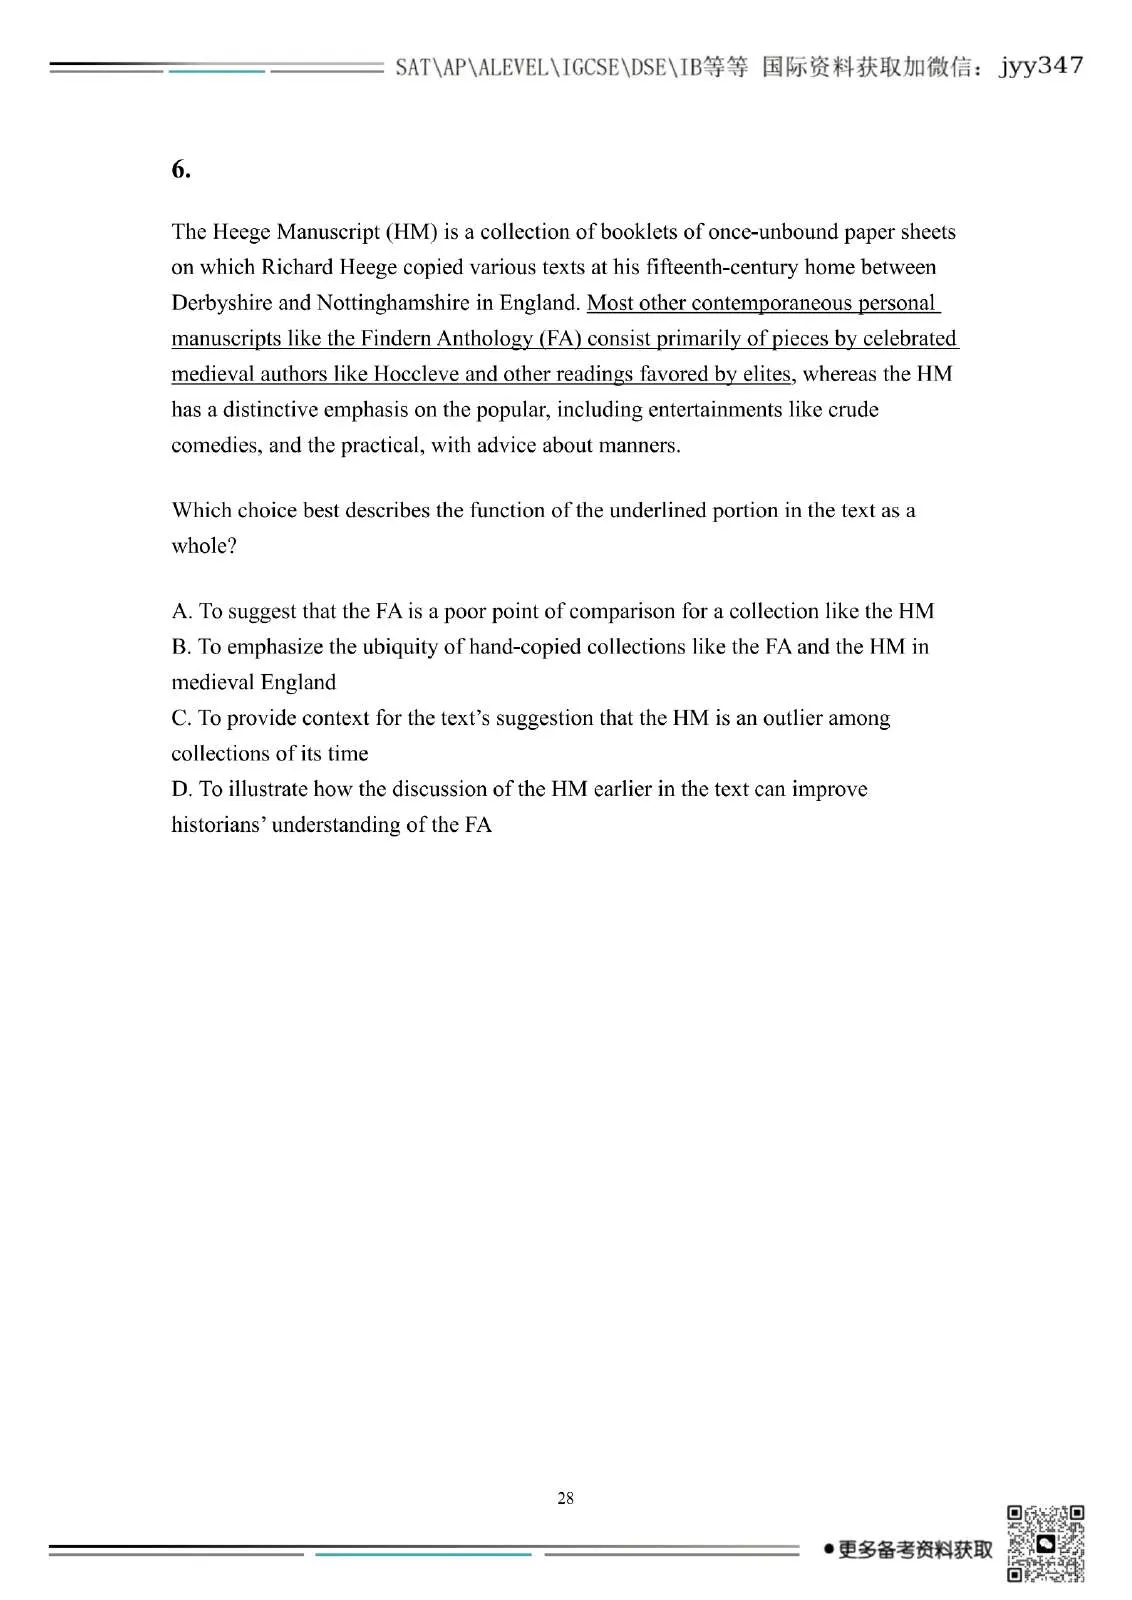 SAT\AP\ALEVEL\IGCSE\DSE\IB等等 国际资料获取加微信：jyy347
6.
The Heege Manuscript (HM) is a collection of booklets of once-unbound paper sheets
on which Richard Heege copied various texts at his fifteenth-century home between
Derbyshire and Nottinghamshire in England. Most other contemporaneous personal
manuscripts like the Findern Anthology (FA) consist primarily of pieces by celebrated
medieval authors like Hoccleve and other readings favored by elites, whereas the HM
has a distinctive emphasis on the popular, including entertainments like crude
comedies, and the practical, with advice about manners.
Which choice best describes the function of the underlined portion in the text as a
whole?
A. To suggest that the FA is a poor point of comparison for a collection like the HM
B. To emphasize the ubiquity of hand-copied collections like the FA and the HM in
medieval England
C. To provide context for the text’s suggestion that the HM is an outlier among
collections of its time
D. To illustrate how the discussion of the HM earlier in the text can improve
historians’ understanding of the FA
28
●更多备考资料获取